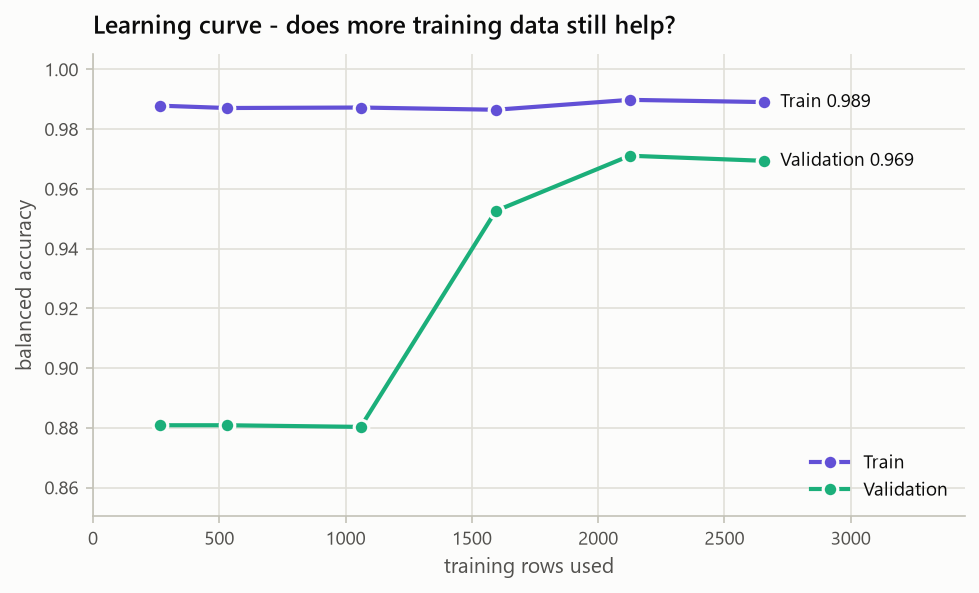 Learning curve - does more training data still help?
1.00
0.98
0.96
0.94
0.92
0.90
0.88
0.86
balanced accuracy
Train 0.989
Validation 0.969
Train
Validation
0 500 1000 1500 2000 2500 3000
training rows used